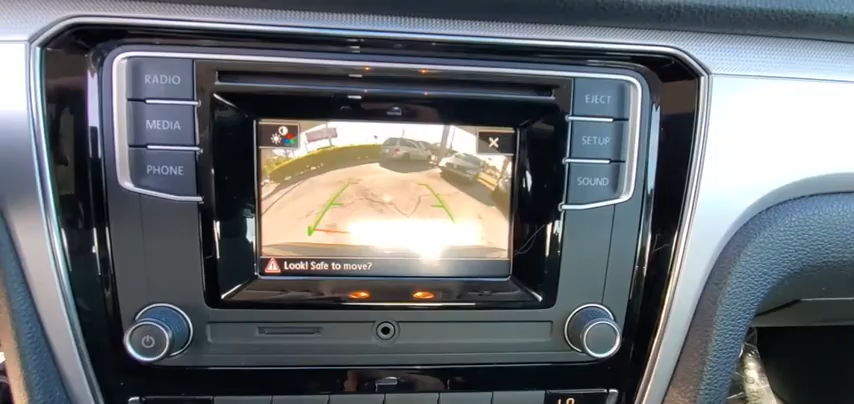 RADIO
MEDIA
PHONE
EJECT
SETUP
SOUND
Look! Safe to move?